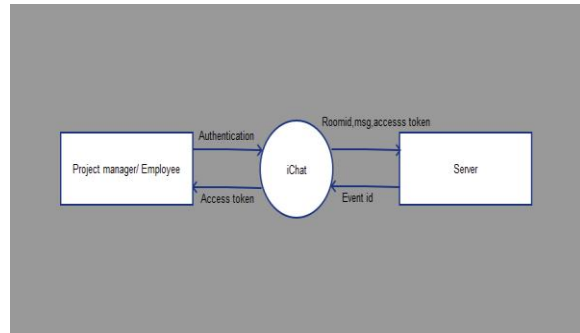 Authentication
Roomid,msg,accesss token
Project manager/ Employee
iChat
Server
Access token
Event id